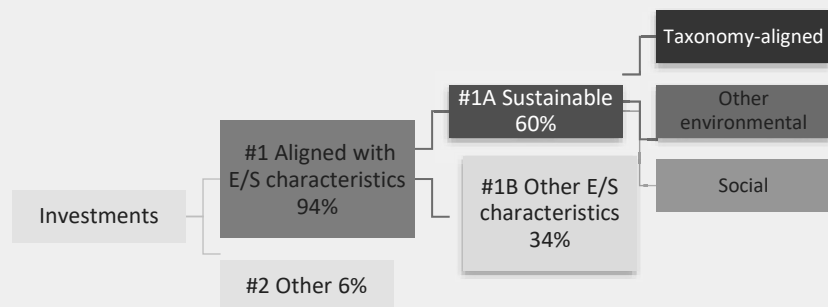 Taxonomy-aligned
#1A Sustainable
60%
Other
environmental
#1 Aligned with
E/S characteristics
94%
#1B Other E/S
characteristics
34%
Social
Investments
#2 Other 6%